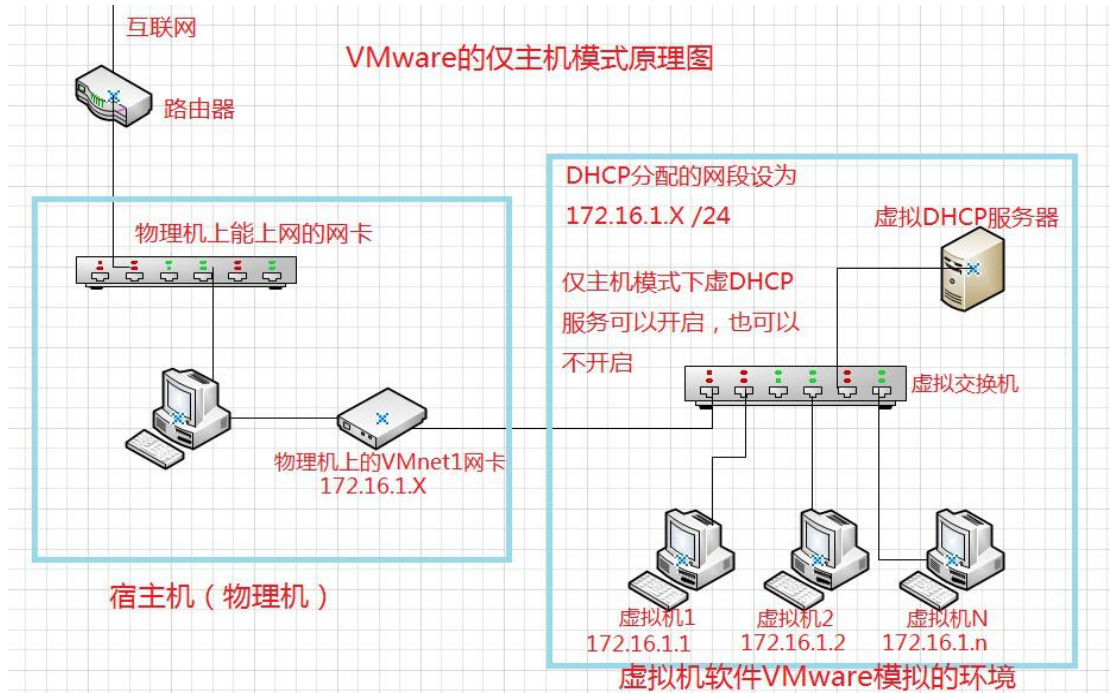 互联网
VMware的仅主机模式原理图
路由器
DHCP分配的网段设为
172.16.1.X /24
虚拟DHCP服务器
物理机上能上网的网卡
仅主机模式下虚DHCP
服务可以开启，也可以
不开启
虚拟交换机
物理机上的VMnet1网卡
172.16.1.X
宿主机（物理机）
虚拟机1
172.16.1.1
虚拟机2
172.16.1.2
虚拟机N
172.16.1.n
虚拟机软件VMware模拟的环境